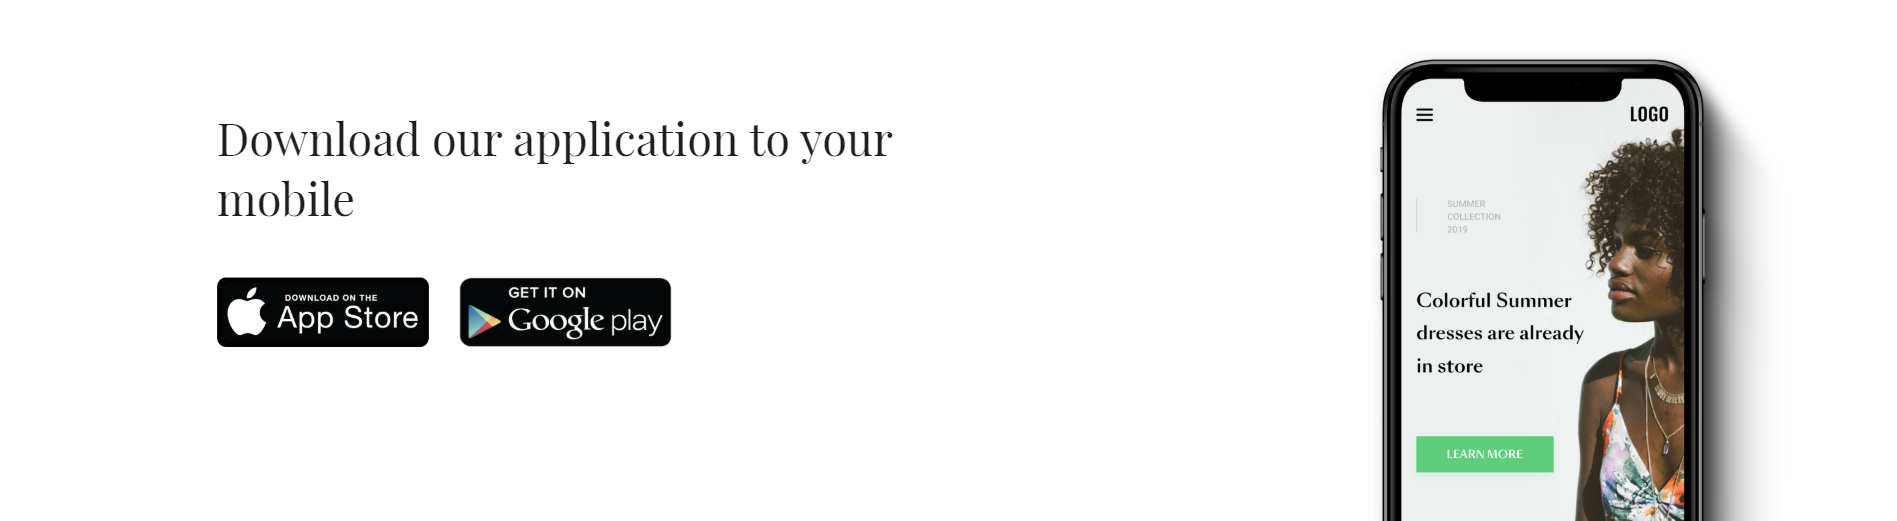 Download our application to your
mobile
DOWNLOAD ON THE
App Store
GET IT ON
Google play
LOGO
SUMMER
COLLECTION
2019
Colorful Summer
dresses are already
in store
LEARN MORE